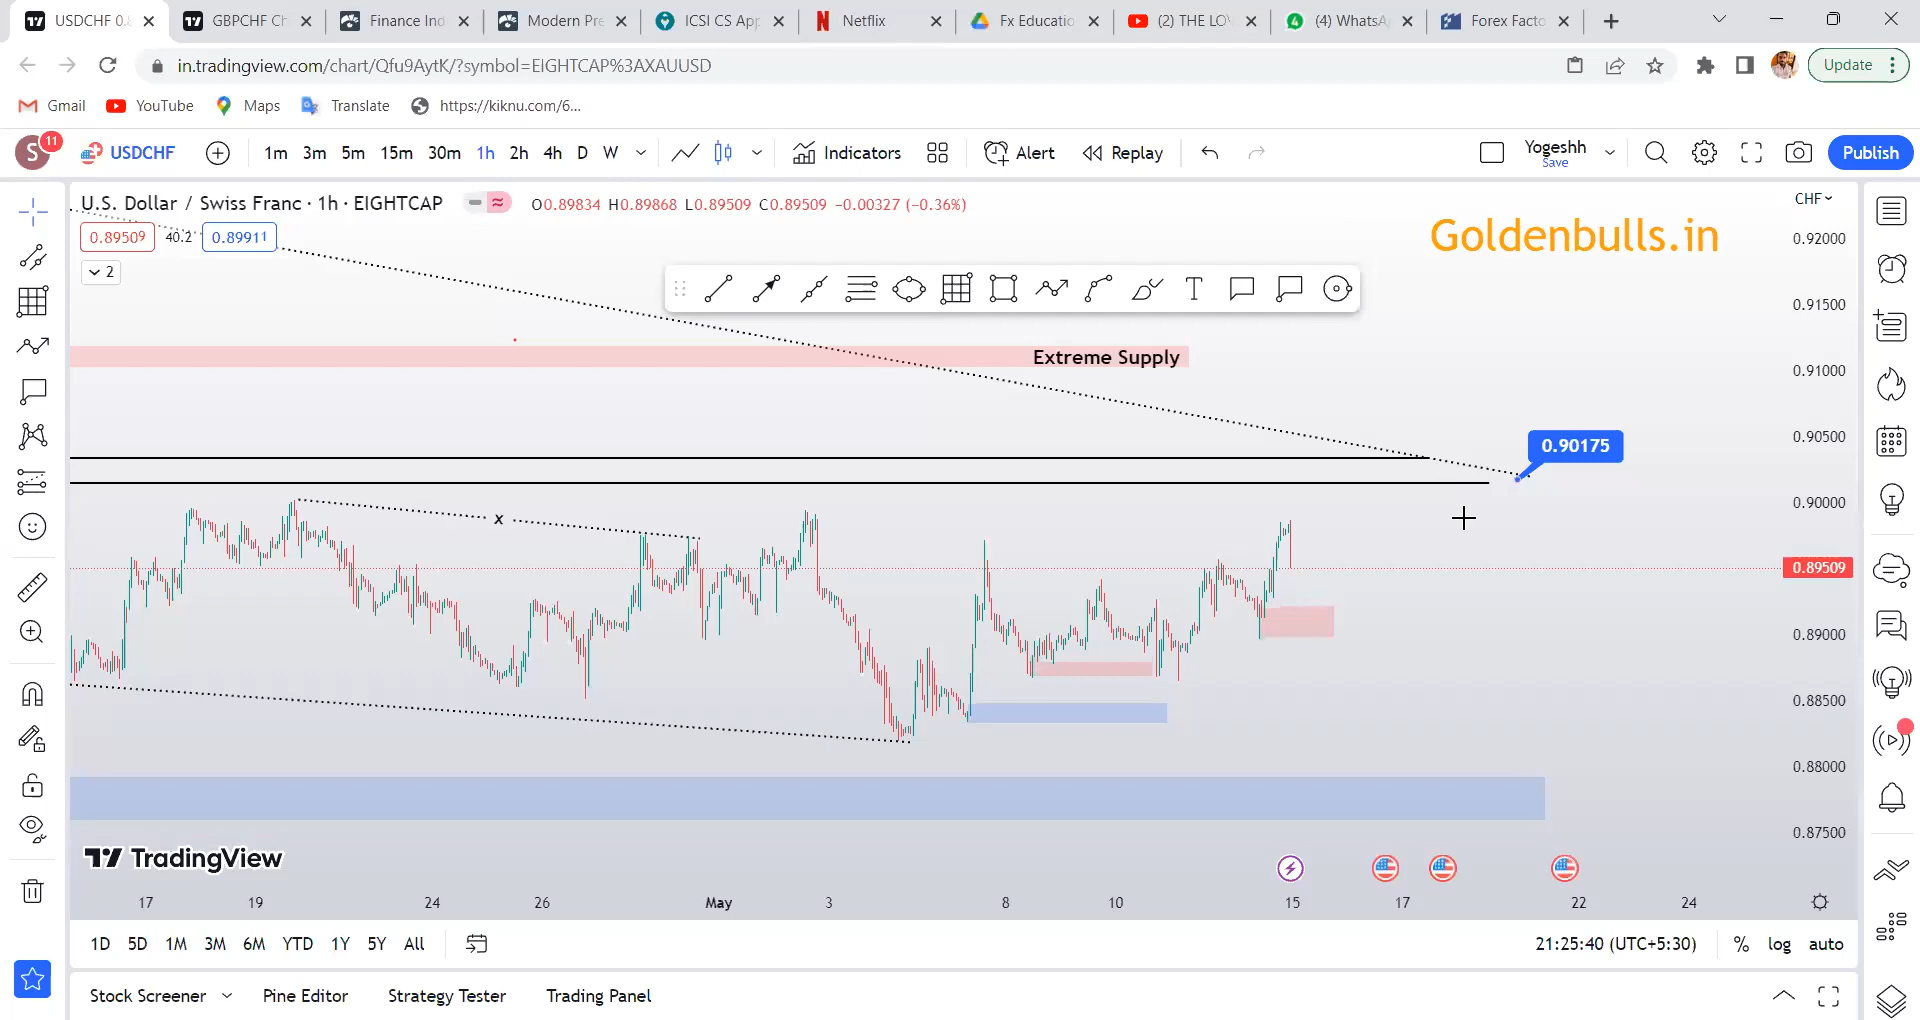 USDCHF 0.8
GBPCHF Ch
Finance Ind
Modern Pre
ICSI CS App
Netflix
Fx Educatio
(2) THE LOV
(4) WhatsA
Forex Facto
in.tradingview.com/chart/Qfu9AytK/?symbol=EIGHTCAP%3AXAUUSD
Update
Gmail
YouTube
Maps
Translate
https://kiknu.com/6...
S
11
USDCHF
1m 3m 5m 15m 30m 1h 2h 4h D W
Indicators
Alert
Replay
Yogeshh
Save
Publish
U.S. Dollar / Swiss Franc · 1h · EIGHTCAP
O0.89834 H0.89868 L0.89509 C0.89509 −0.00327 (−0.36%)
CHF
0.89509
40.2
0.89911
2
Goldenbulls.in
0.92000
0.91500
Extreme Supply
0.91000
0.90500
0.90175
0.90000
x
0.89509
0.89000
0.88500
0.88000
0.87500
TradingView
17 19 24 26 May 3 8 10 15 17 22 24
1D 5D 1M 3M 6M YTD 1Y 5Y All
21:25:40 (UTC+5:30)
% log auto
Stock Screener
Pine Editor
Strategy Tester
Trading Panel